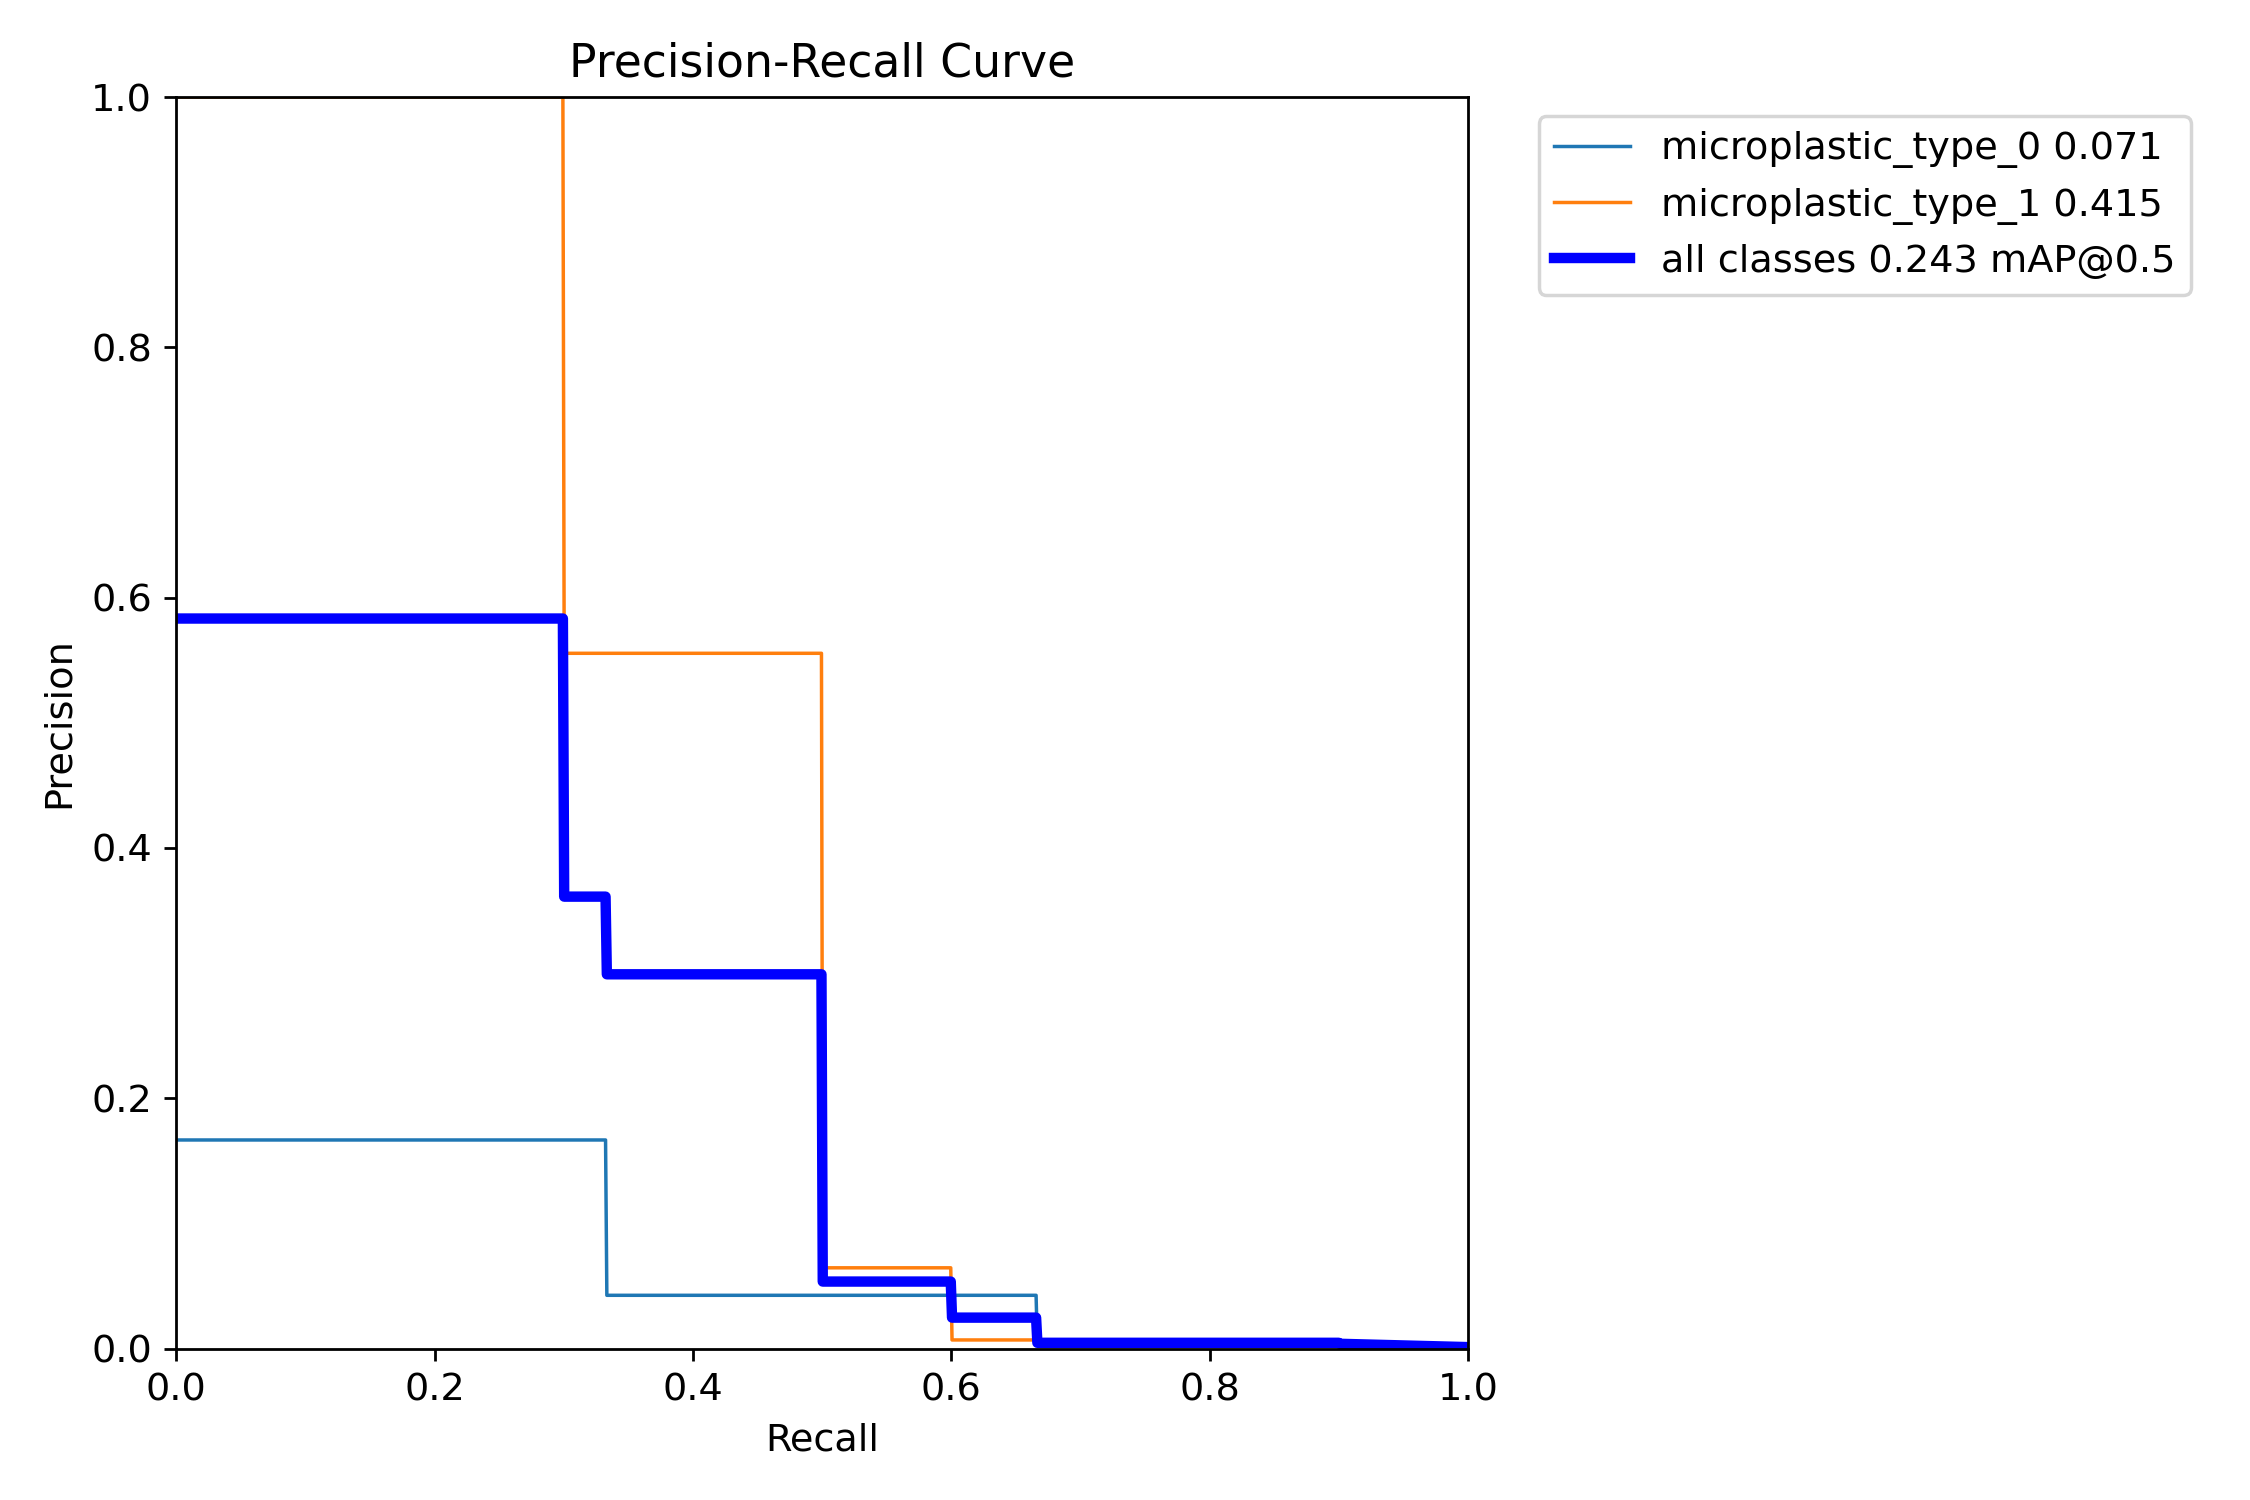 Precision-Recall Curve
1.0
0.8
0.6
0.4
0.2
0.0
Precision
0.0 0.2 0.4 0.6 0.8 1.0
Recall
microplastic_type_0 0.071
microplastic_type_1 0.415
all classes 0.243 mAP@0.5